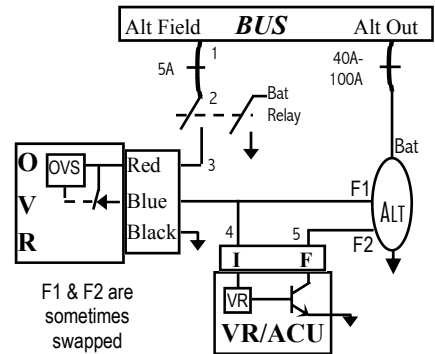 Alt Field BUS Alt Out
5A
1
40A-
100A
2
Bat
Relay
3
Bat
O
V
R
OVS
Red
Blue
Black
F1
ALT
F2
4
5
I F
VR
VR/ACU
F1 & F2 are
sometimes
swapped